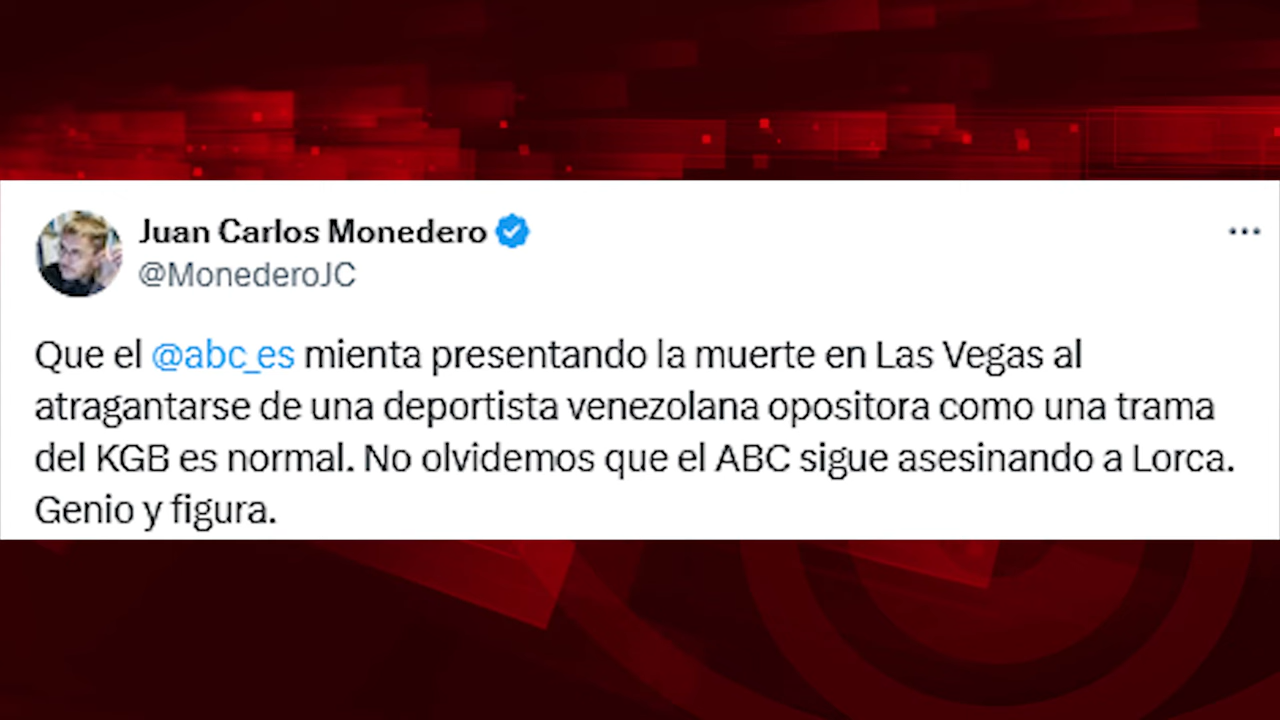 Juan Carlos Monedero
@MonederoJC
Que el @abc_es mienta presentando la muerte en Las Vegas al
atragantarse de una deportista venezolana opositora como una trama
del KGB es normal. No olvidemos que el ABC sigue asesinando a Lorca.
Genio y figura.